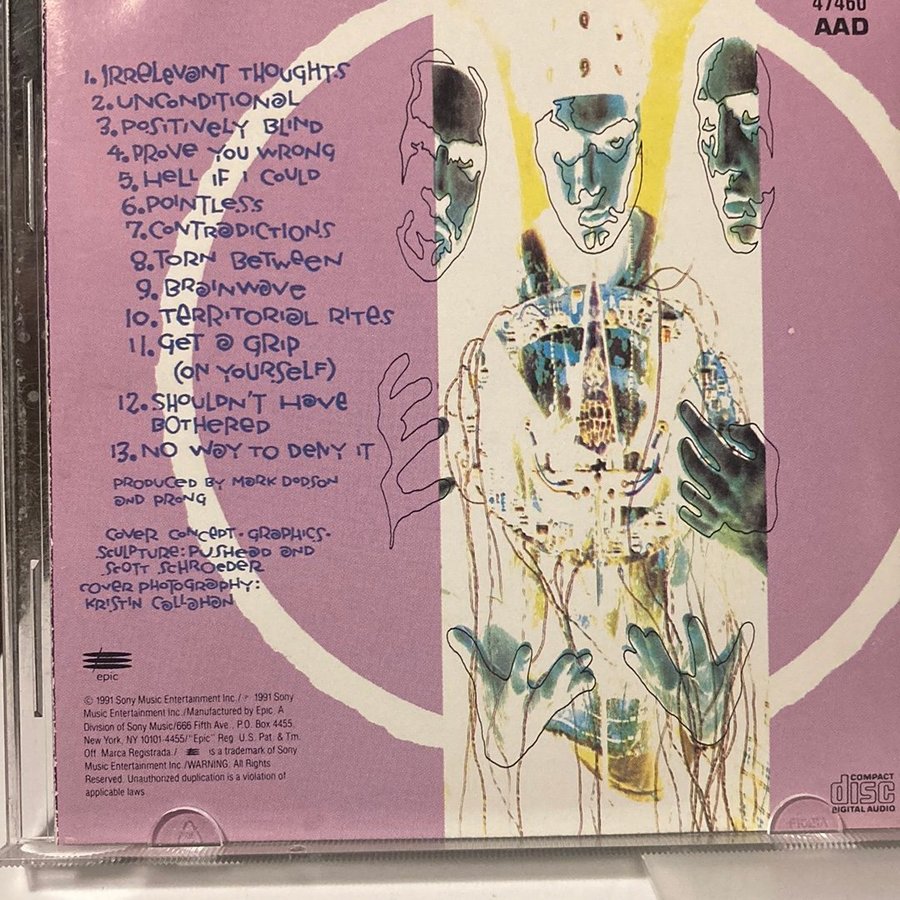 47460
AAD
1. IRRELEVANT THOUGHTS
2. UNCONDITIONAL
3. POSITIVELY BLIND
4. PROVE YOU WRONG
5. HELL IF I COULD
6. POINTLESS
7. CONTRADICTIONS
8. TORN BETWEEN
9. BRAINWAVE
10. TERRITORIAL RITES
11. GET A GRIP
(ON YOURSELF)
12. SHOULDN'T HAVE
BOTHERED
13. NO WAY TO DENY IT
PRODUCED BY MARK DODSON
AND PRONG
COVER CONCEPT · GRAPHICS ·
SCULPTURE: PUSHEAD AND
SCOTT SCHROEDER
COVER PHOTOGRAPHY:
KRISTIN CALLAHAN
epic
© 1991 Sony Music Entertainment Inc./℗ 1991 Sony
Music Entertainment Inc./Manufactured by Epic. A
Division of Sony Music/666 Fifth Ave., P.O. Box 4455,
New York, NY 10101-4455/"Epic" Reg. U.S. Pat. & Tm.
Off. Marca Registrada./ is a trademark of Sony
Music Entertainment Inc./WARNING: All Rights
Reserved. Unauthorized duplication is a violation of
applicable laws.
COMPACT
disc
DIGITAL AUDIO